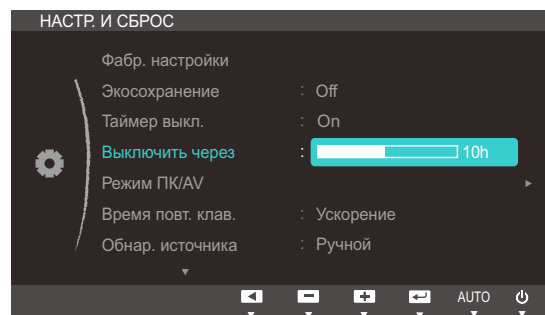 НАСТР. И СБРОС
Фабр. настройки
Экосохранение : Off
Таймер выкл. : On
Выключить через : 10h
Режим ПК/AV
Время повт. клав. : Ускорение
Обнар. источника : Ручной
AUTO